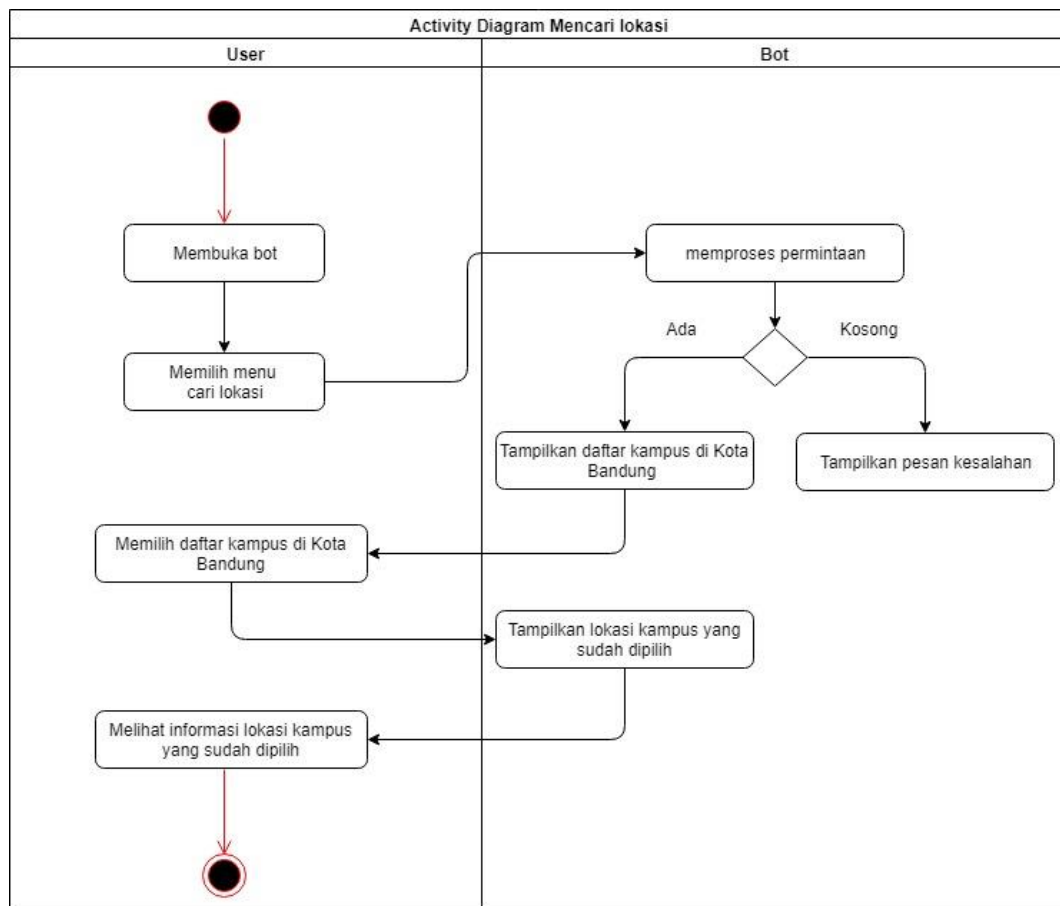 Activity Diagram Mencari lokasi
User
Bot
Membuka bot
memproses permintaan
Memilih menu
cari lokasi
Ada
Kosong
Tampilkan daftar kampus di Kota
Bandung
Tampilkan pesan kesalahan
Memilih daftar kampus di Kota
Bandung
Tampilkan lokasi kampus yang
sudah dipilih
Melihat informasi lokasi kampus
yang sudah dipilih